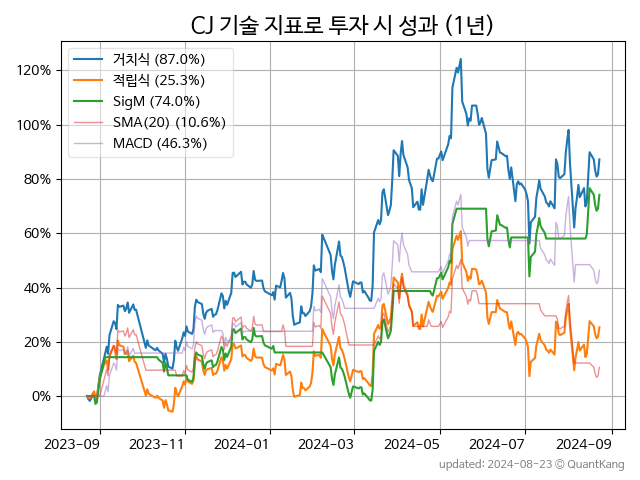 CJ 기술 지표로 투자 시 성과 (1년)
거치식 (87.0%)
적립식 (25.3%)
SigM (74.0%)
SMA(20) (10.6%)
MACD (46.3%)
120%
100%
80%
60%
40%
20%
0%
2023-09 2023-11 2024-01 2024-03 2024-05 2024-07 2024-09
updated: 2024-08-23 © QuantKang